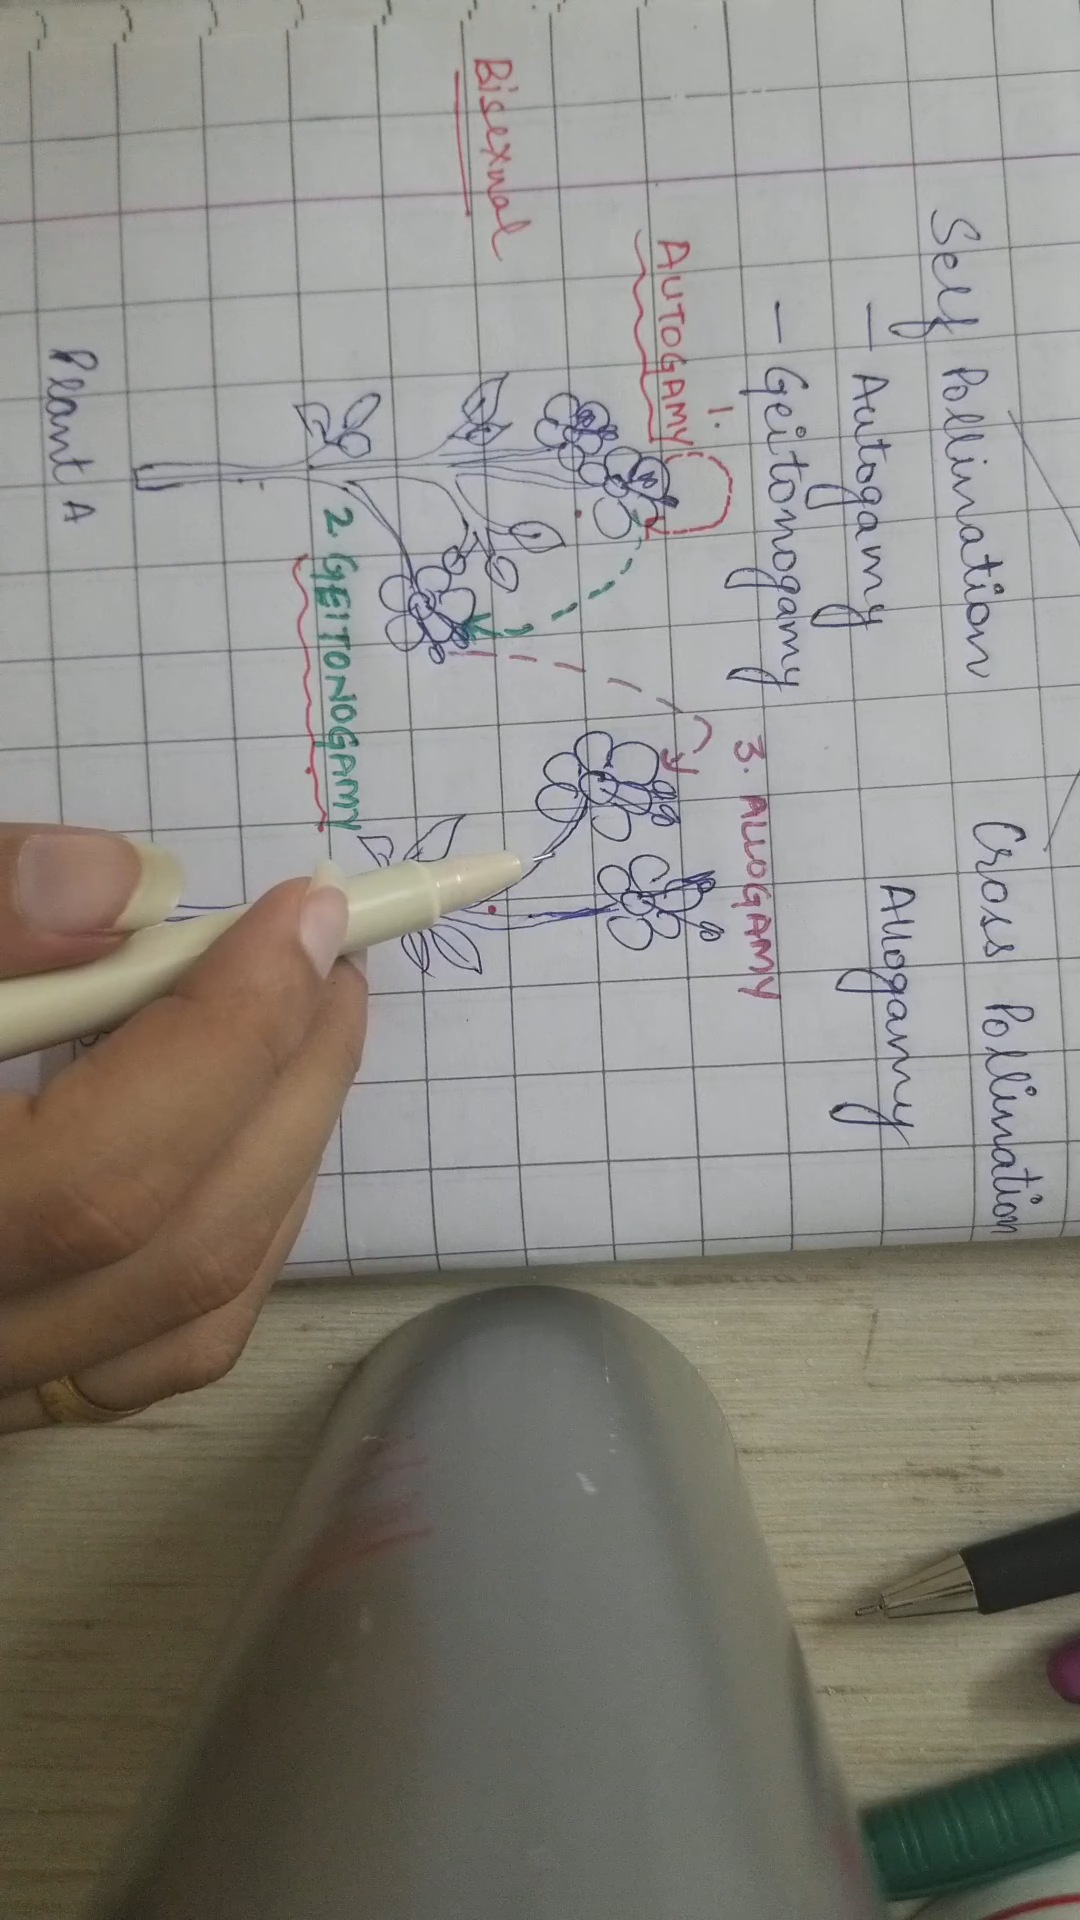 Self Pollination
Cross Pollination
- Autogamy
Allogamy
- Geitonogamy
1.
3. ALLOGAMY
AUTOGAMY
Bisexual
2. GEITONOGAMY
Plant A